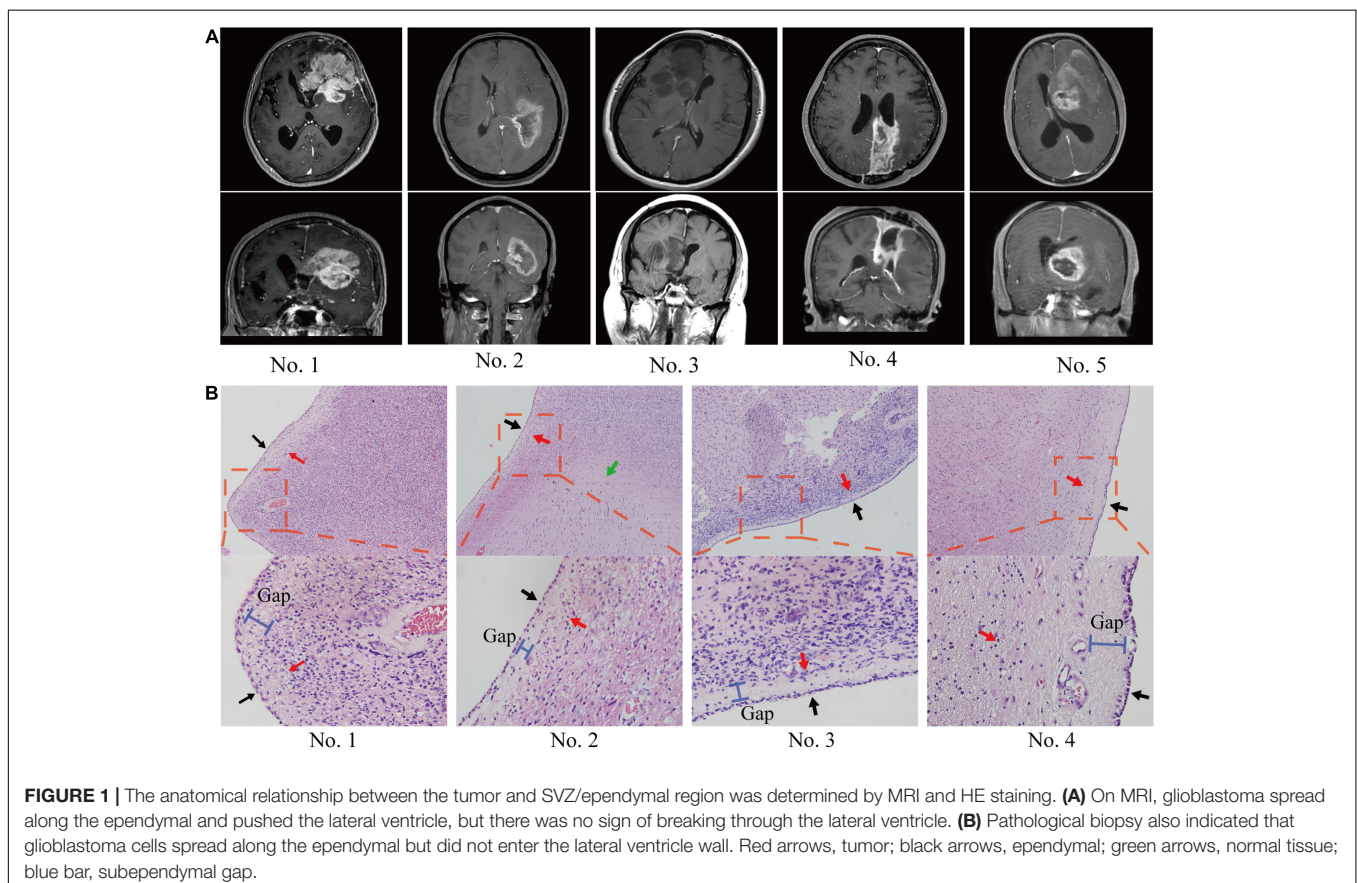 A
No. 1 No. 2 No. 3 No. 4 No. 5
B
Gap Gap Gap Gap
No. 1 No. 2 No. 3 No. 4
FIGURE 1 | The anatomical relationship between the tumor and SVZ/ependymal region was determined by MRI and HE staining. (A) On MRI, glioblastoma spread
along the ependymal and pushed the lateral ventricle, but there was no sign of breaking through the lateral ventricle. (B) Pathological biopsy also indicated that
glioblastoma cells spread along the ependymal but did not enter the lateral ventricle wall. Red arrows, tumor; black arrows, ependymal; green arrows, normal tissue;
blue bar, subependymal gap.